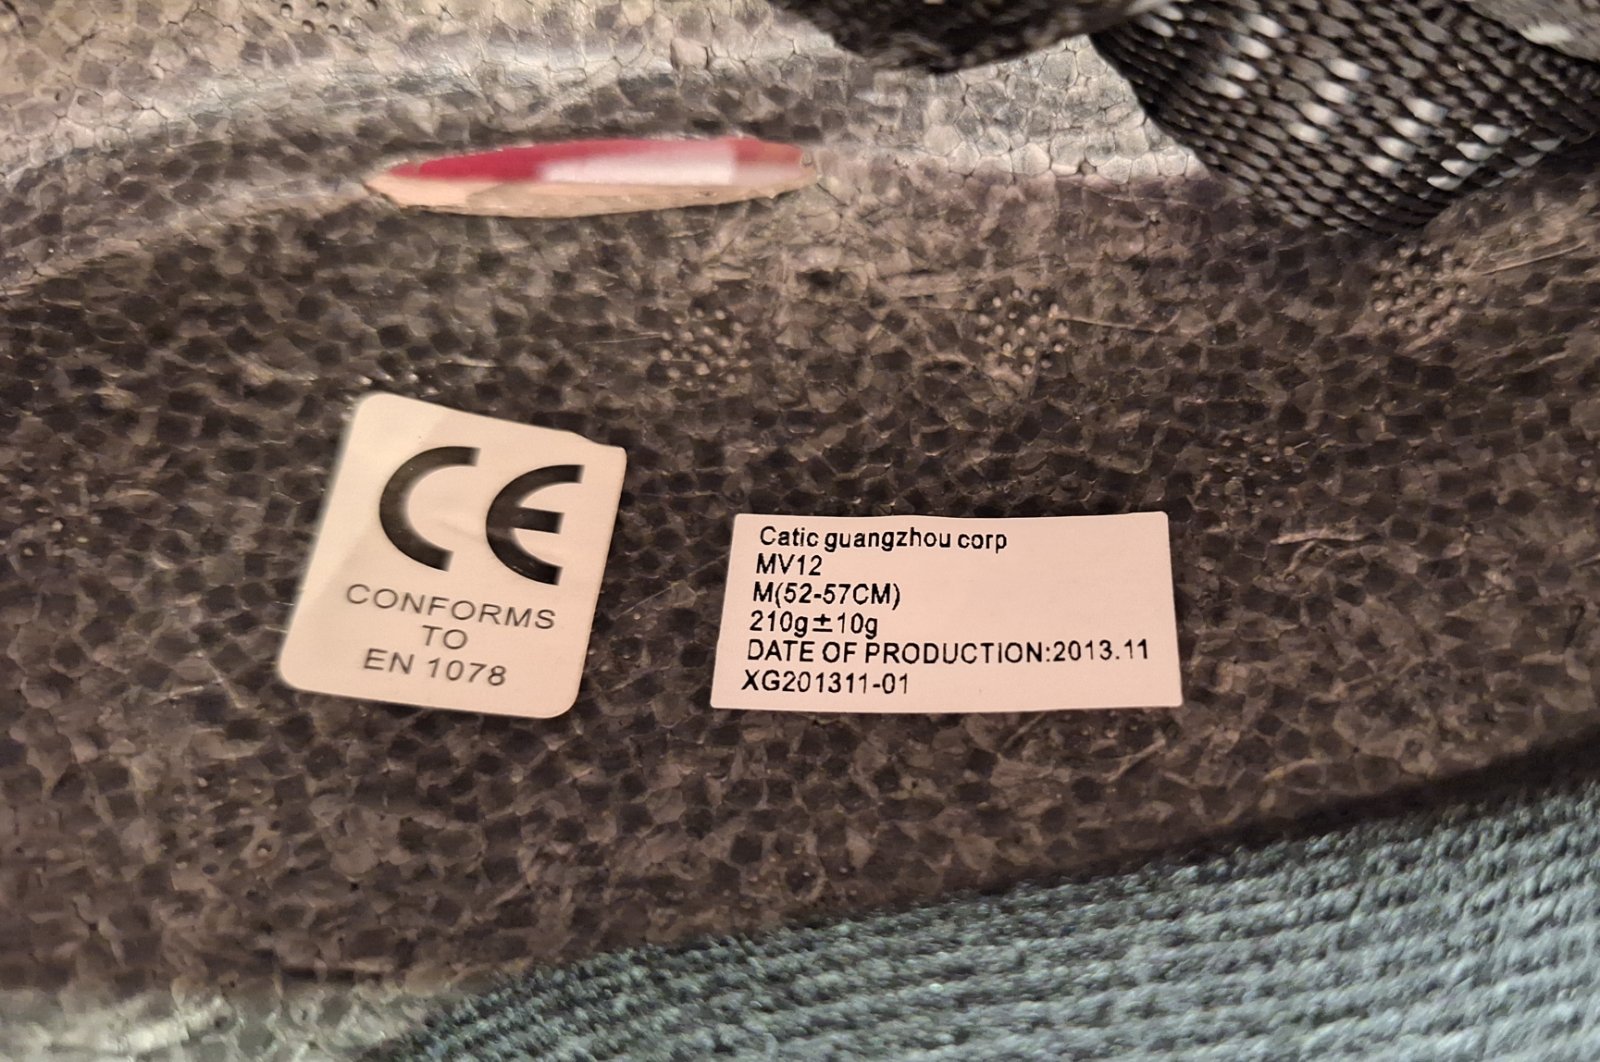 CE
CONFORMS
TO
EN 1078
Catic guangzhou corp
MV12
M(52-57CM)
210g±10g
DATE OF PRODUCTION:2013.11
XG201311-01